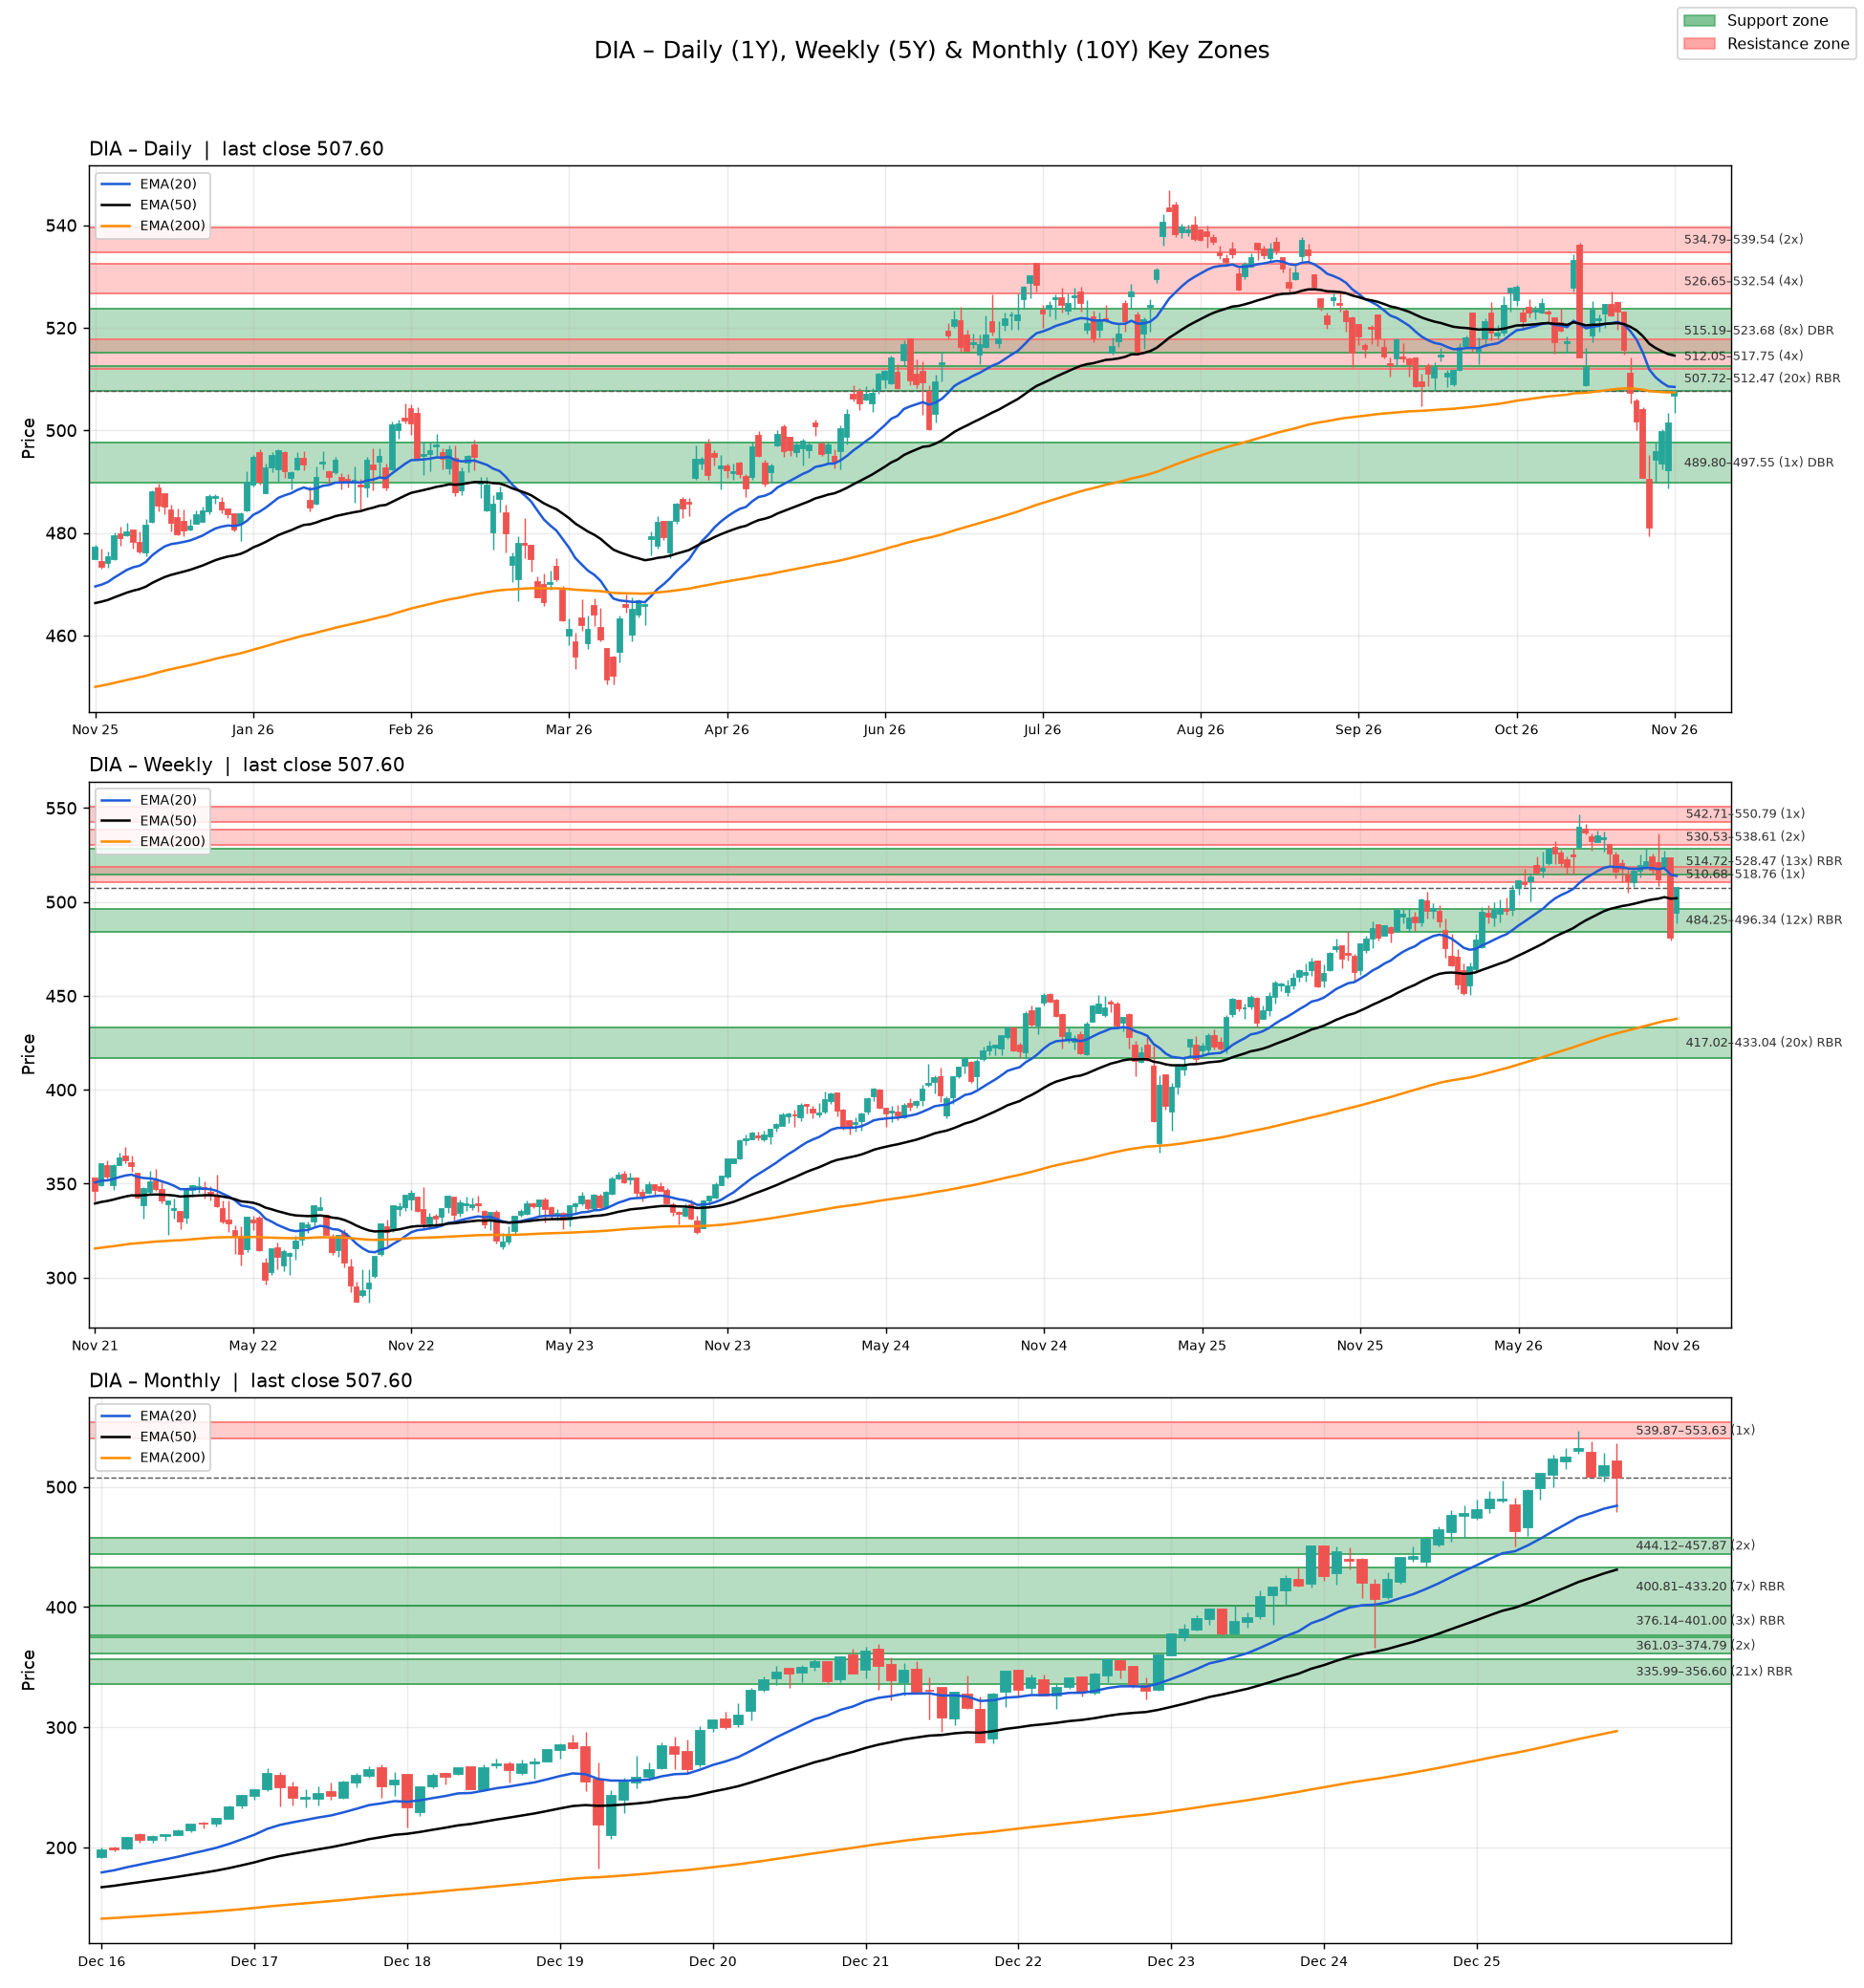 Support zone
Resistance zone
DIA – Daily (1Y), Weekly (5Y) & Monthly (10Y) Key Zones
DIA – Daily | last close 507.60
EMA(20)
EMA(50)
EMA(200)
Price
540
520
500
480
460
534.79–539.54 (2x)
526.65–532.54 (4x)
515.19–523.68 (8x) DBR
512.05–517.75 (4x)
507.72–512.47 (20x) RBR
489.80–497.55 (1x) DBR
Nov 25 Jan 26 Feb 26 Mar 26 Apr 26 Jun 26 Jul 26 Aug 26 Sep 26 Oct 26 Nov 26
DIA – Weekly | last close 507.60
EMA(20)
EMA(50)
EMA(200)
Price
550
500
450
400
350
300
542.71–550.79 (1x)
530.53–538.61 (2x)
514.72–528.47 (13x) RBR
510.68–518.76 (1x)
484.25–496.34 (12x) RBR
417.02–433.04 (20x) RBR
Nov 21 May 22 Nov 22 May 23 Nov 23 May 24 Nov 24 May 25 Nov 25 May 26 Nov 26
DIA – Monthly | last close 507.60
EMA(20)
EMA(50)
EMA(200)
Price
500
400
300
200
539.87–553.63 (1x)
444.12–457.87 (2x)
400.81–433.20 (7x) RBR
376.14–401.00 (3x) RBR
361.03–374.79 (2x)
335.99–356.60 (21x) RBR
Dec 16 Dec 17 Dec 18 Dec 19 Dec 20 Dec 21 Dec 22 Dec 23 Dec 24 Dec 25